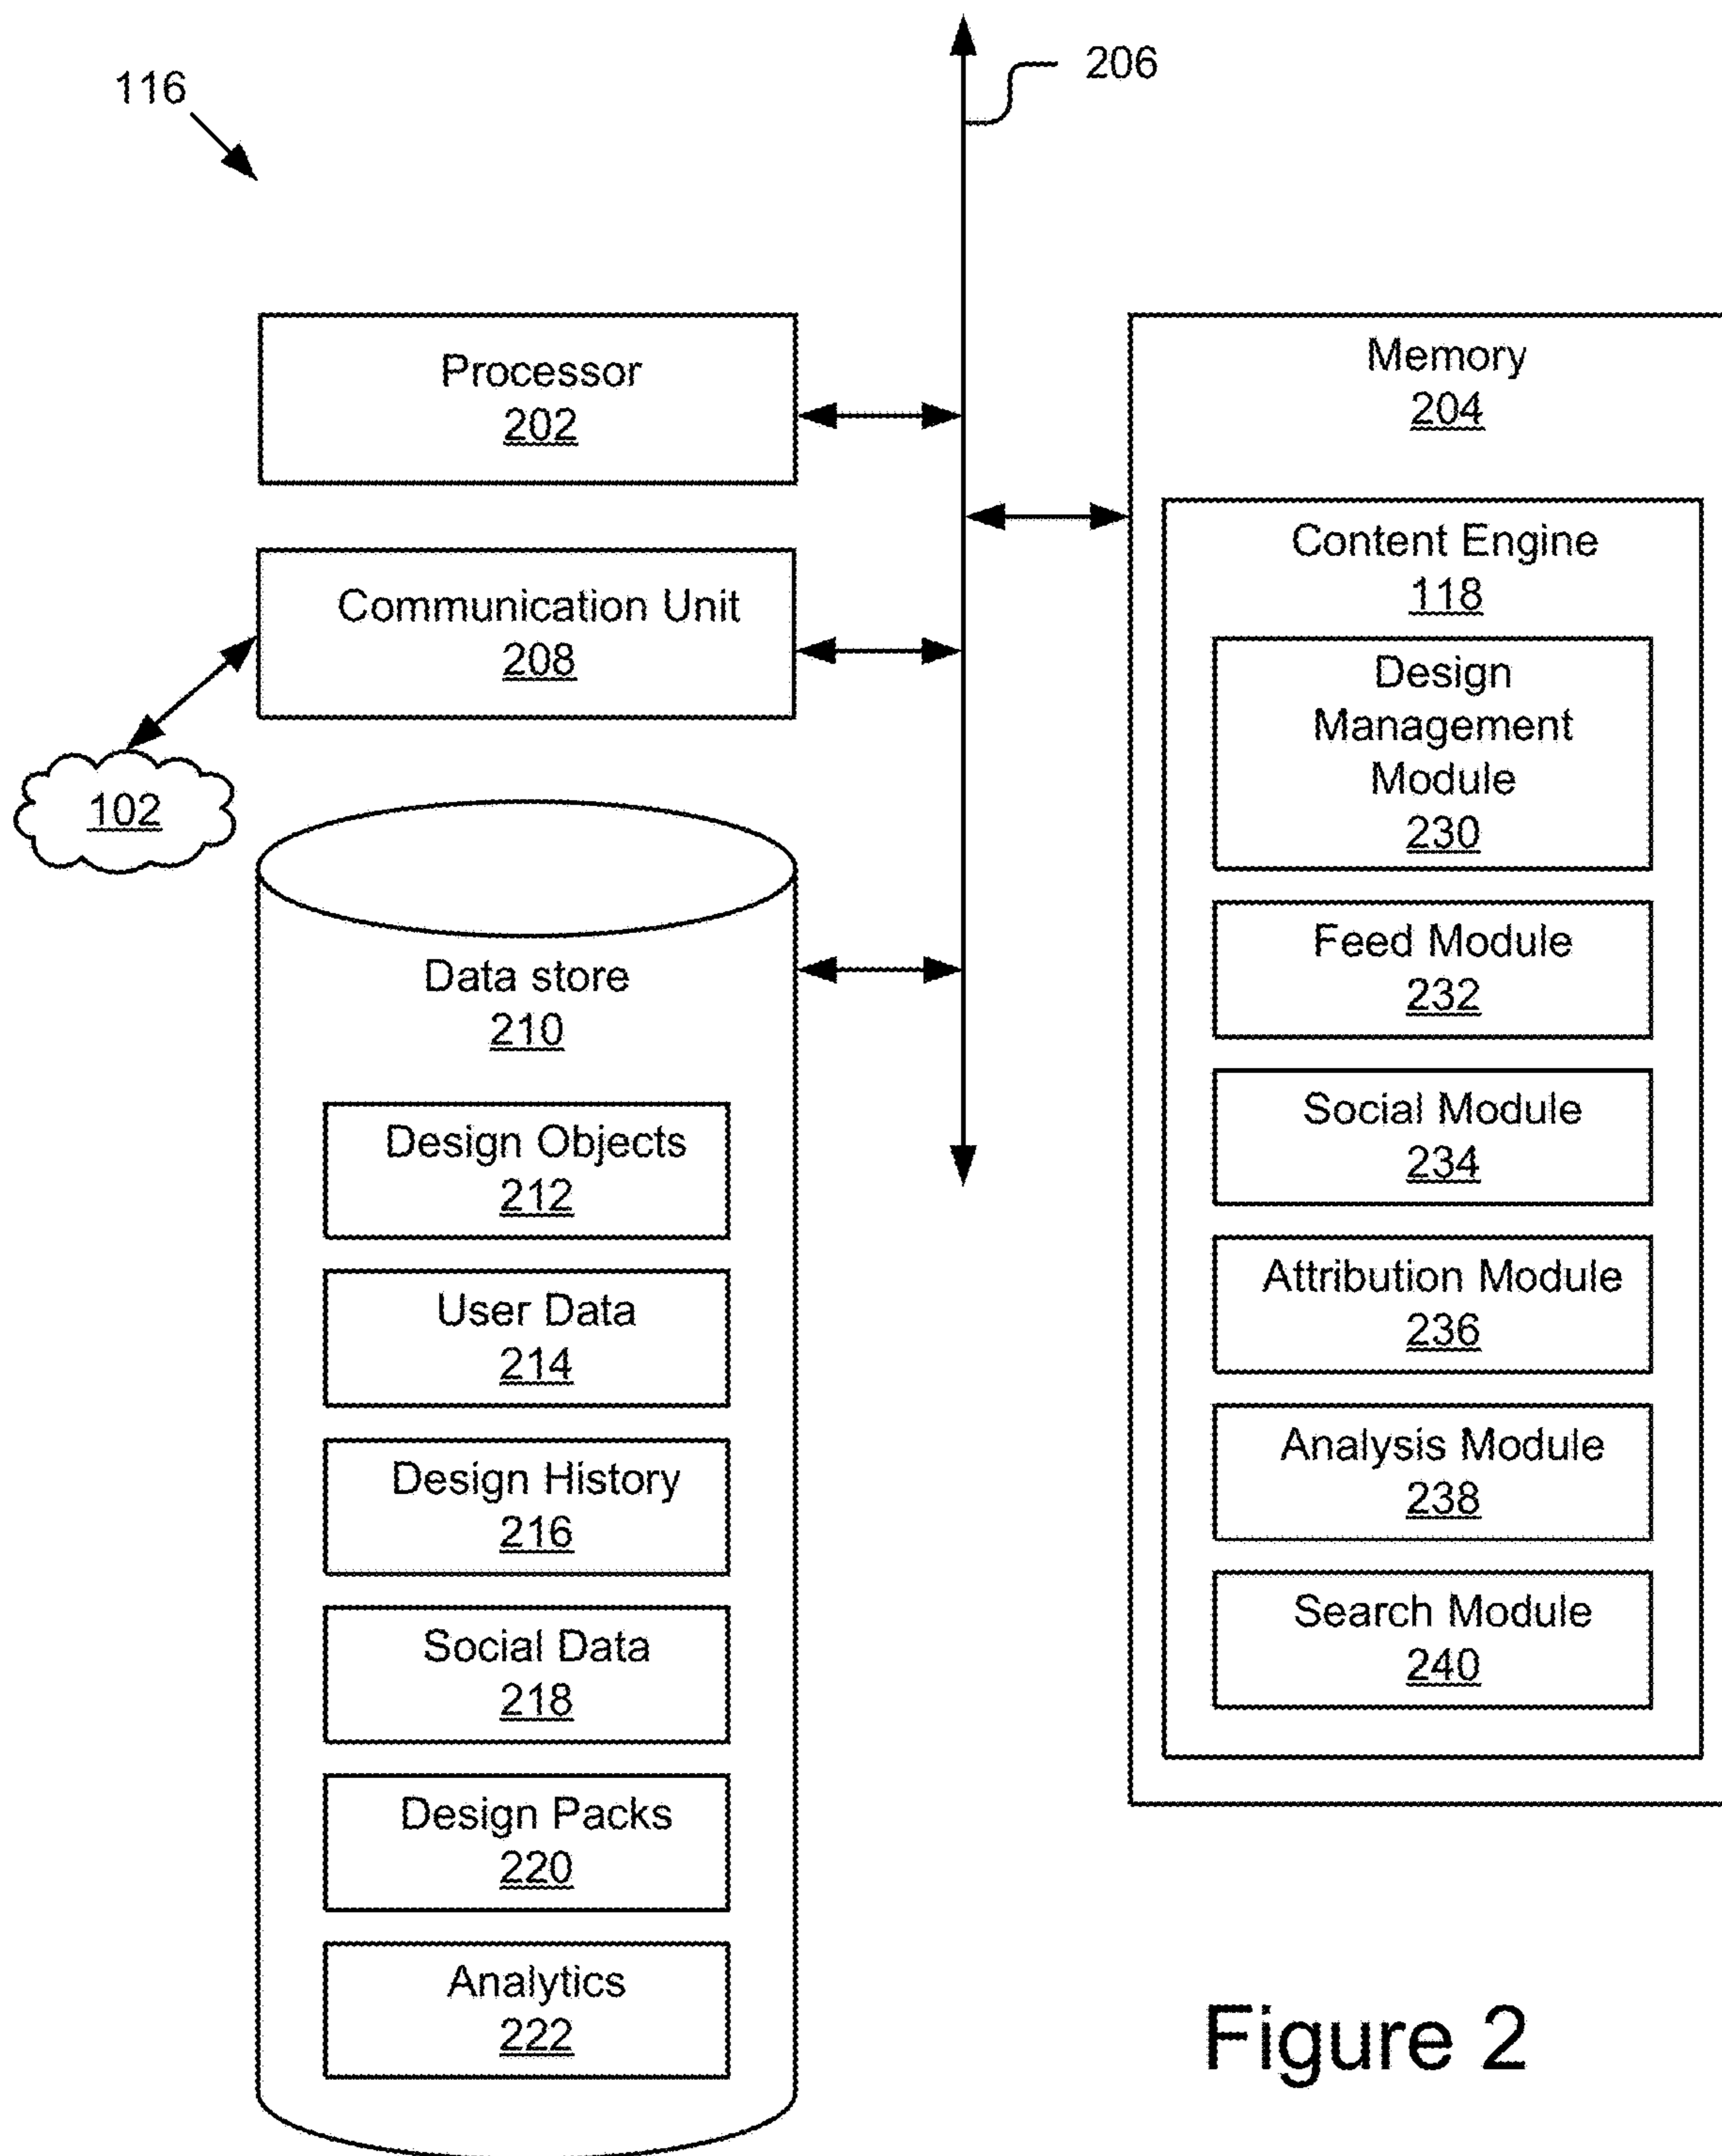 116
206
Processor
202
Communication Unit
208
102
Data store
210
Design Objects
212
User Data
214
Design History
216
Social Data
218
Design Packs
220
Analytics
222
Memory
204
Content Engine
118
Design
Management
Module
230
Feed Module
232
Social Module
234
Attribution Module
236
Analysis Module
238
Search Module
240
Figure 2